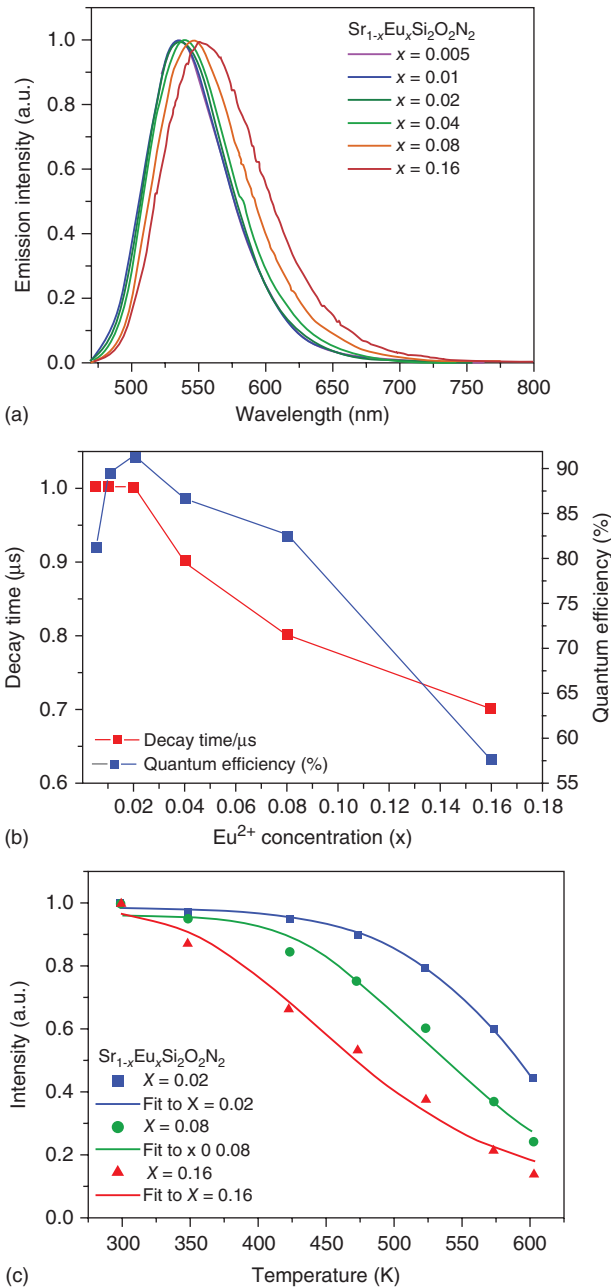 Sr1-xEuxSi2O2N2
x = 0.005
x = 0.01
x = 0.02
x = 0.04
x = 0.08
x = 0.16
1.0
0.8
0.6
0.4
0.2
0.0
Emission intensity (a.u.)
500 550 600 650 700 750 800
Wavelength (nm)
(a)
1.0
0.9
0.8
0.7
0.6
Decay time (μs)
90
85
80
75
70
65
60
55
Quantum efficiency (%)
Decay time/μs
Quantum efficiency (%)
0.02 0.04 0.06 0.08 0.10 0.12 0.14 0.16 0.18
Eu2+ concentration (x)
(b)
1.0
0.8
0.6
0.4
0.2
0.0
Intensity (a.u.)
Sr1-xEuxSi2O2N2
X = 0.02
Fit to X = 0.02
X = 0.08
Fit to x 0 0.08
X = 0.16
Fit to X = 0.16
300 350 400 450 500 550 600
Temperature (K)
(c)